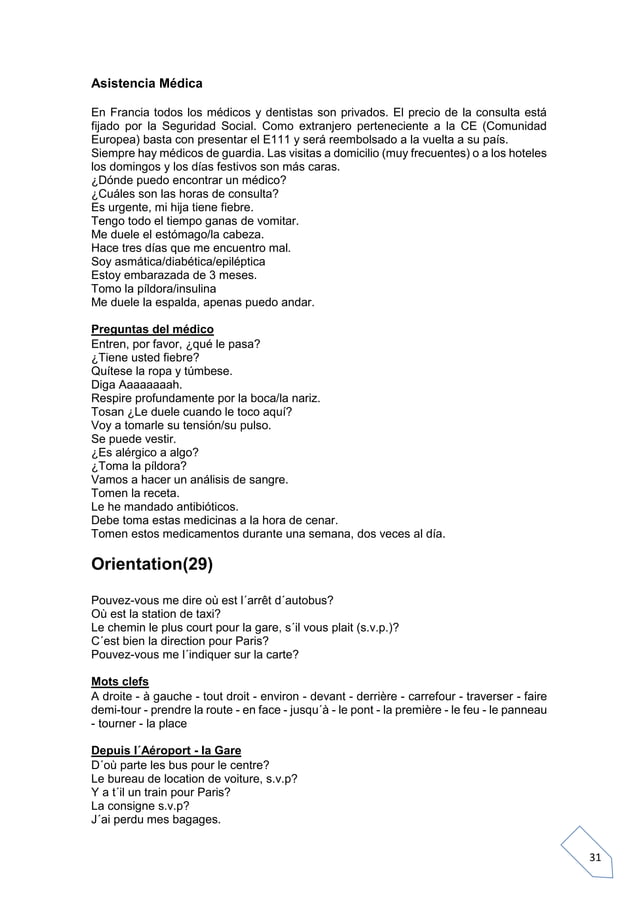 Asistencia Médica
En Francia todos los médicos y dentistas son privados. El precio de la consulta está
fijado por la Seguridad Social. Como extranjero perteneciente a la CE (Comunidad
Europea) basta con presentar el E111 y será reembolsado a la vuelta a su país.
Siempre hay médicos de guardia. Las visitas a domicilio (muy frecuentes) o a los hoteles
los domingos y los días festivos son más caras.
¿Dónde puedo encontrar un médico?
¿Cuáles son las horas de consulta?
Es urgente, mi hija tiene fiebre.
Tengo todo el tiempo ganas de vomitar.
Me duele el estómago/la cabeza.
Hace tres días que me encuentro mal.
Soy asmática/diabética/epiléptica
Estoy embarazada de 3 meses.
Tomo la píldora/insulina
Me duele la espalda, apenas puedo andar.
Preguntas del médico
Entren, por favor, ¿qué le pasa?
¿Tiene usted fiebre?
Quítese la ropa y túmbese.
Diga Aaaaaaaah.
Respire profundamente por la boca/la nariz.
Tosan ¿Le duele cuando le toco aquí?
Voy a tomarle su tensión/su pulso.
Se puede vestir.
¿Es alérgico a algo?
¿Toma la píldora?
Vamos a hacer un análisis de sangre.
Tomen la receta.
Le he mandado antibióticos.
Debe toma estas medicinas a la hora de cenar.
Tomen estos medicamentos durante una semana, dos veces al día.
Orientation(29)
Pouvez-vous me dire où est l´arrêt d´autobus?
Où est la station de taxi?
Le chemin le plus court pour la gare, s´il vous plait (s.v.p.)?
C´est bien la direction pour Paris?
Pouvez-vous me l´indiquer sur la carte?
Mots clefs
A droite - à gauche - tout droit - environ - devant - derrière - carrefour - traverser - faire
demi-tour - prendre la route - en face - jusqu´à - le pont - la première - le feu - le panneau
- tourner - la place
Depuis l´Aéroport - la Gare
D´où parte les bus pour le centre?
Le bureau de location de voiture, s.v.p?
Y a t´il un train pour Paris?
La consigne s.v.p?
J´ai perdu mes bagages.
31